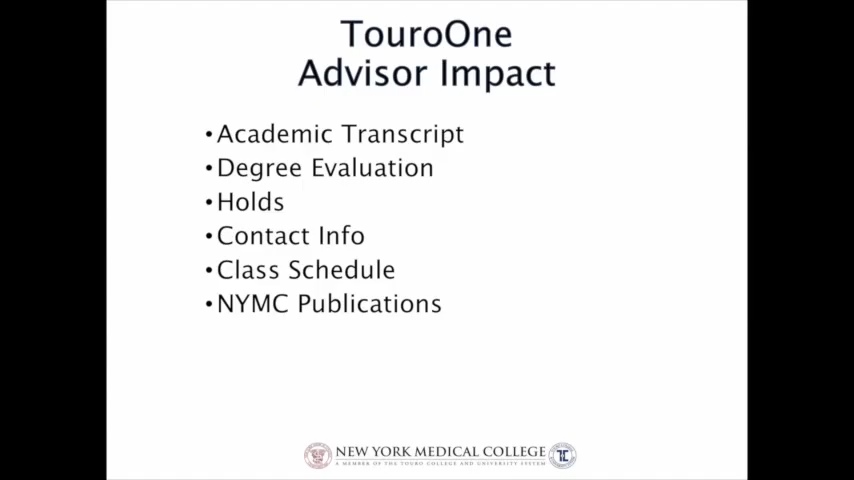 TouroOne
Advisor Impact
•Academic Transcript
•Degree Evaluation
•Holds
•Contact Info
•Class Schedule
•NYMC Publications
NEW YORK MEDICAL COLLEGE
A MEMBER OF THE TOURO COLLEGE AND UNIVERSITY SYSTEM